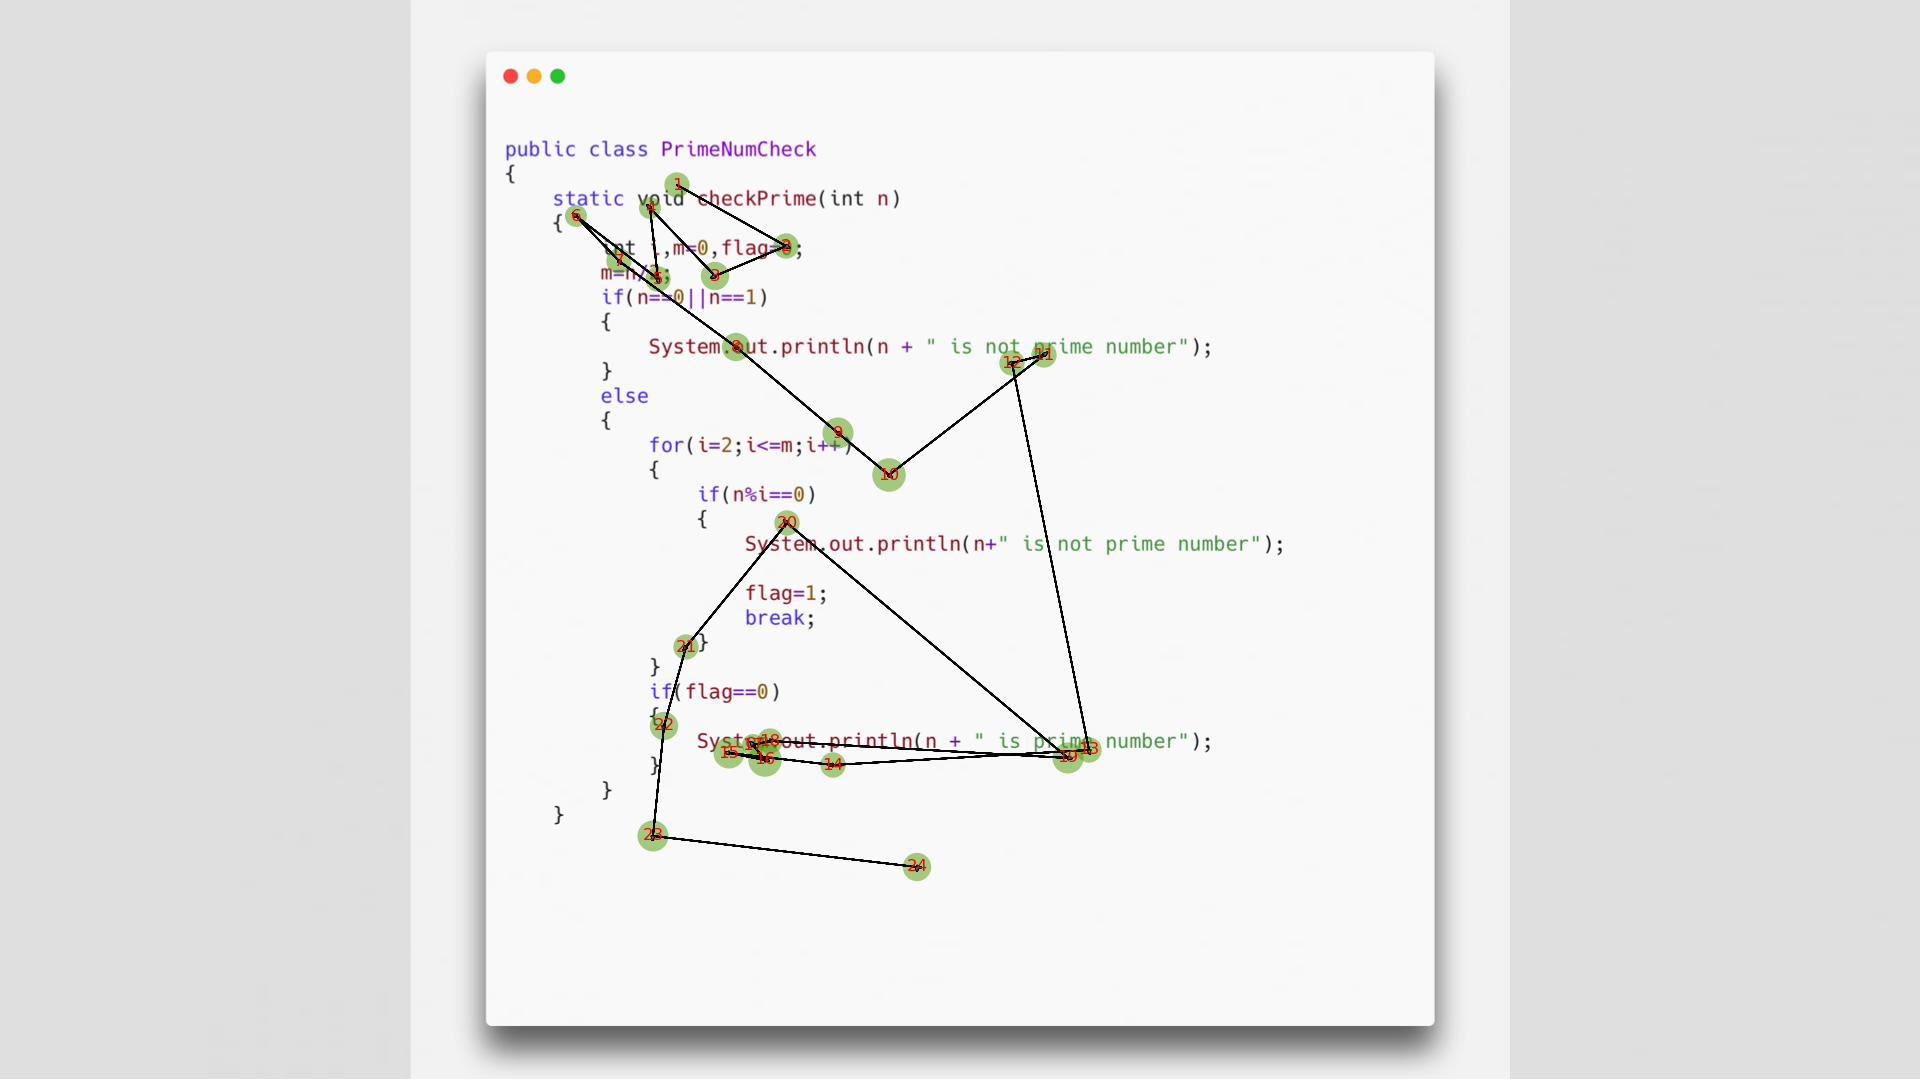 public class PrimeNumCheck
{
static void checkPrime(int n)
{
int i,m=0,flag=0;
m=n/2;
if(n==0||n==1)
{
System.out.println(n + " is not prime number");
}
else
{
for(i=2;i<=m;i++)
{
if(n%i==0)
{
System.out.println(n+" is not prime number");
flag=1;
break;
}
}
if(flag==0)
{
System.out.println(n + " is prime number");
}
}
}
1
2
3
4
5
6
7
8
9
10
11
12
13
14
15
16
17
18
19
20
21
22
23
24